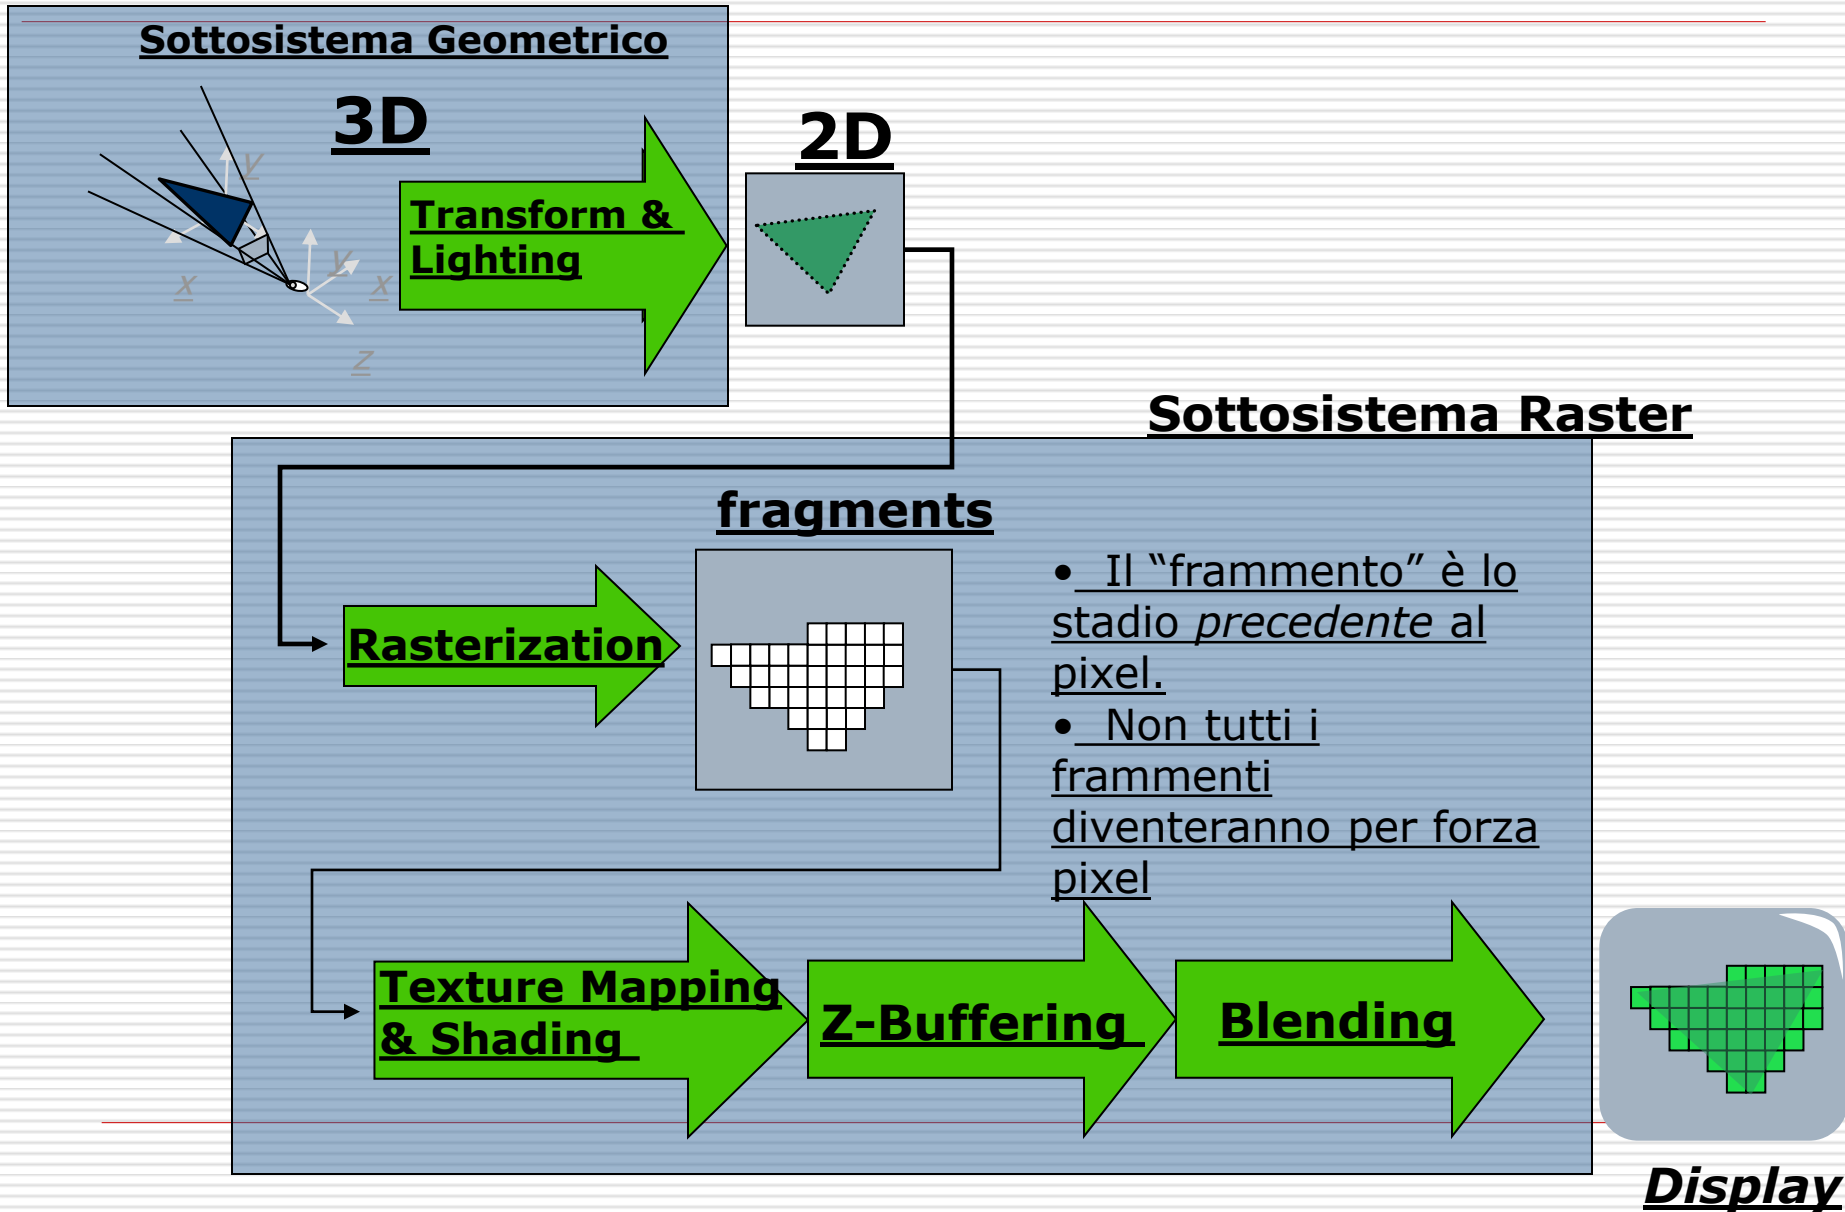 Sottosistema Geometrico
3D
2D
y
Transform &
Lighting
y
x
x
z
Sottosistema Raster
fragments
• Il “frammento” è lo
stadio precedente al
pixel.
• Non tutti i
frammenti
diventeranno per forza
pixel
Rasterization
Texture Mapping
& Shading
Z-Buffering
Blending
Display